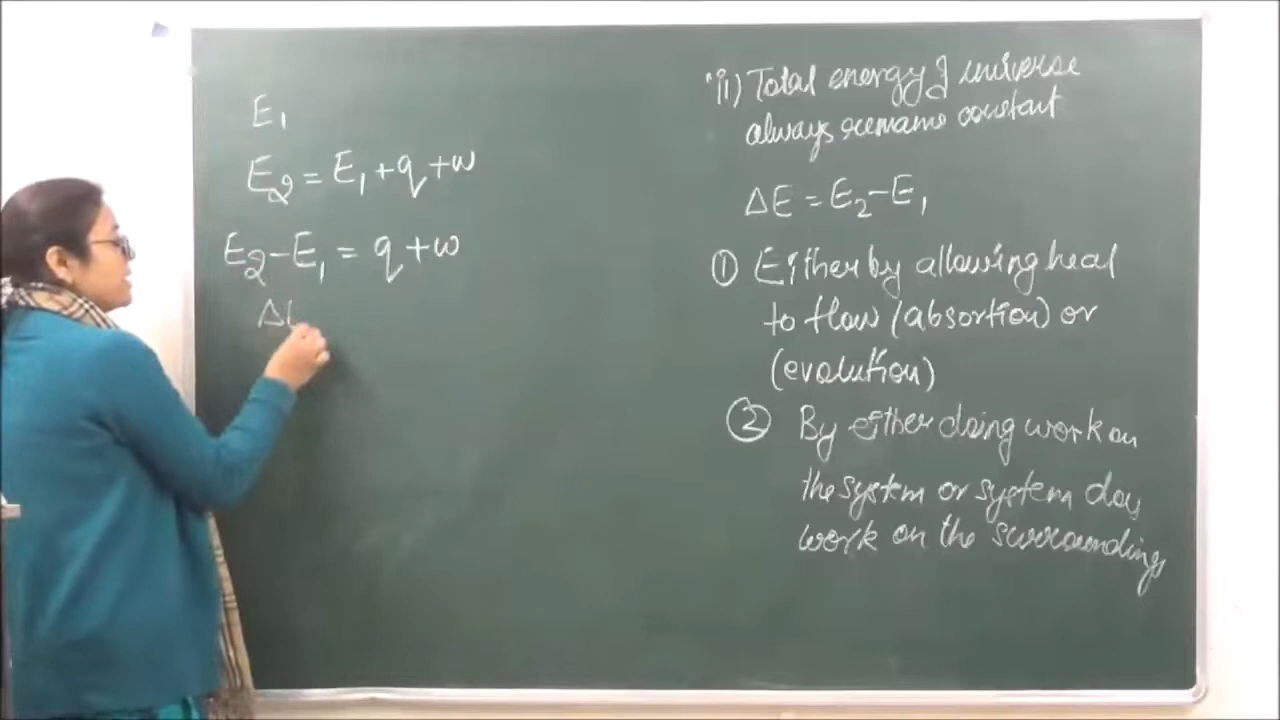 E₁
E₂ = E₁ + q + w
E₂ - E₁ = q + w
Δ
ii) Total energy of universe
always remains constant
ΔE = E₂ - E₁
① Either by allowing heat
to flow (absortion) or
(evolution)
② By either doing work on
the system or system does
work on the surroundings